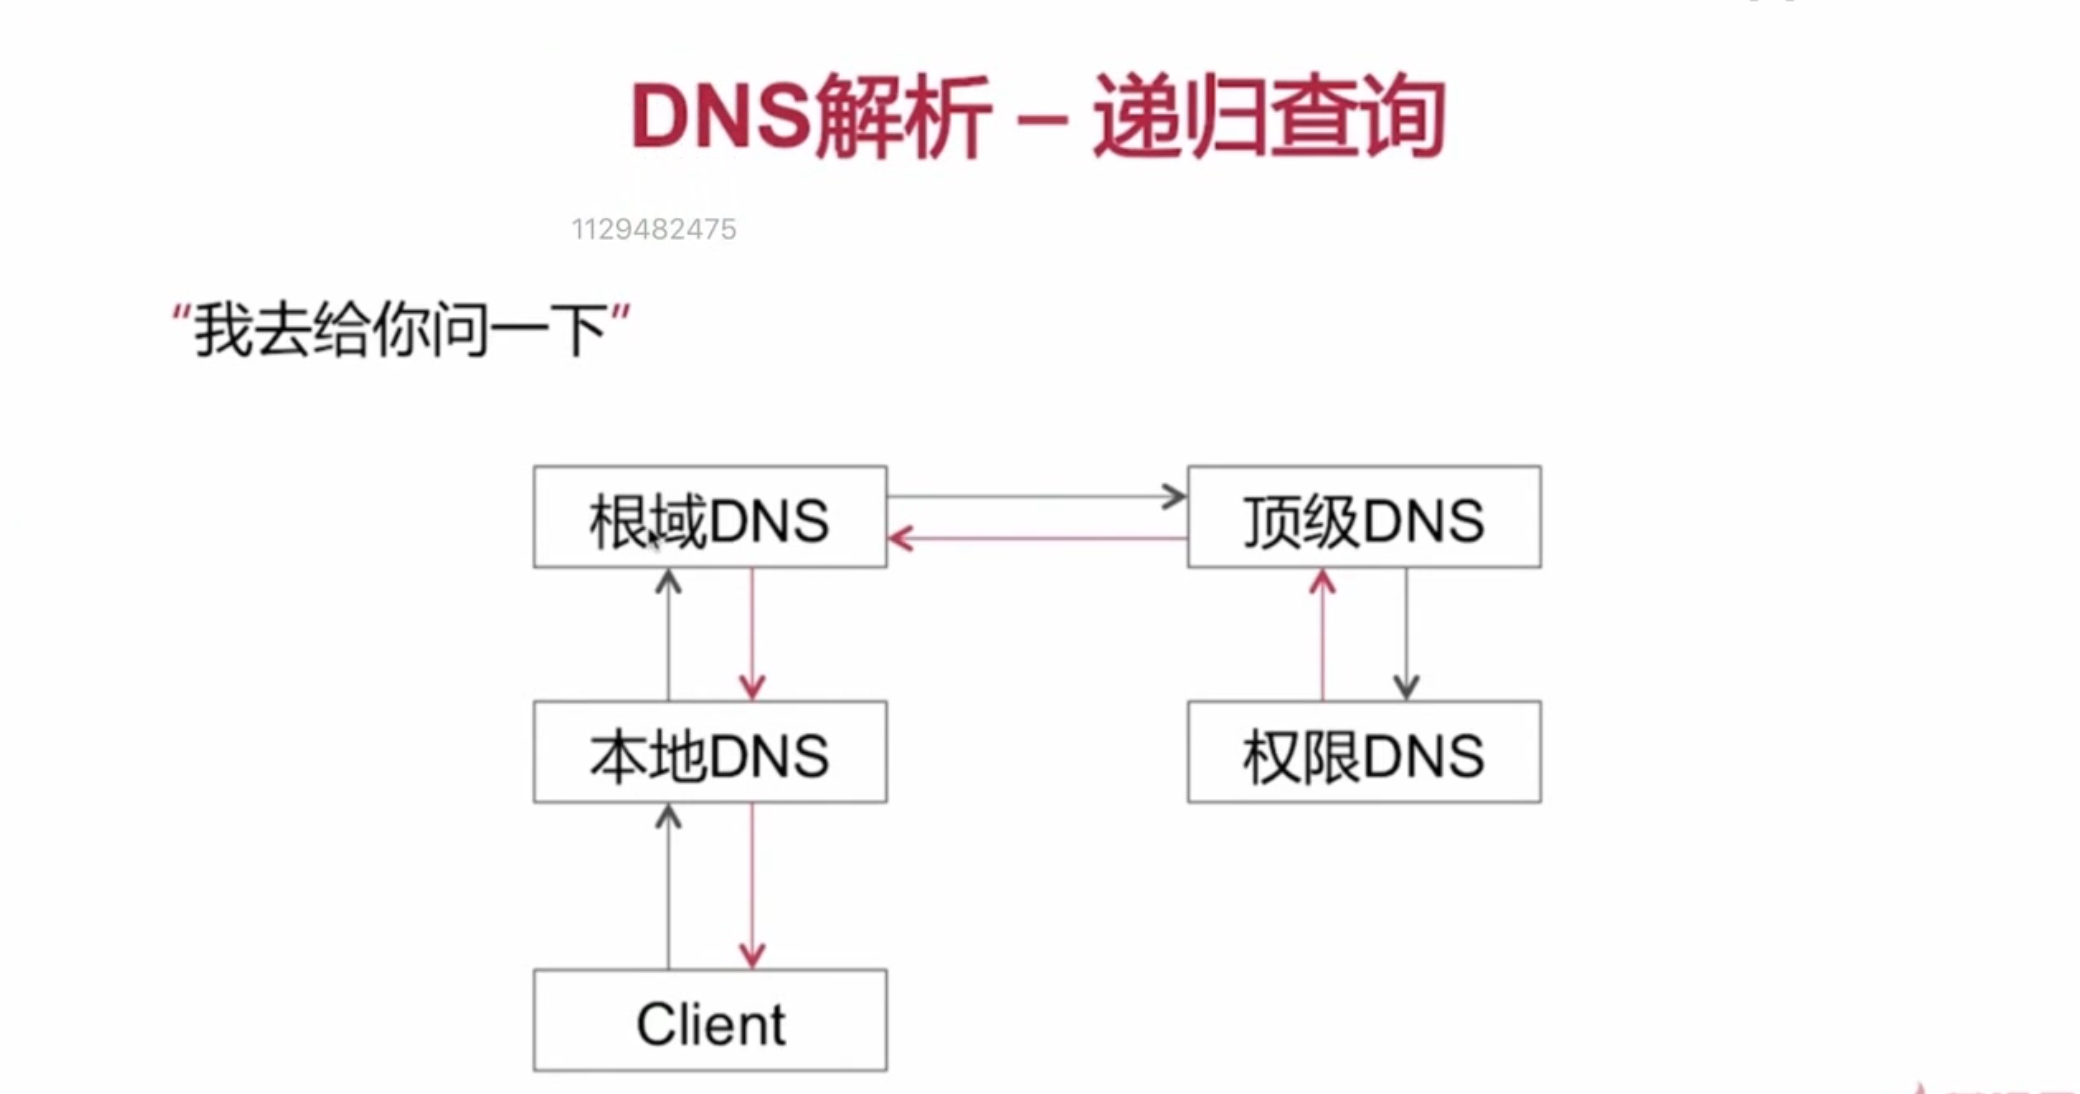 DNS解析 – 递归查询
1129482475
“我去给你问一下”
根域DNS
顶级DNS
本地DNS
权限DNS
Client